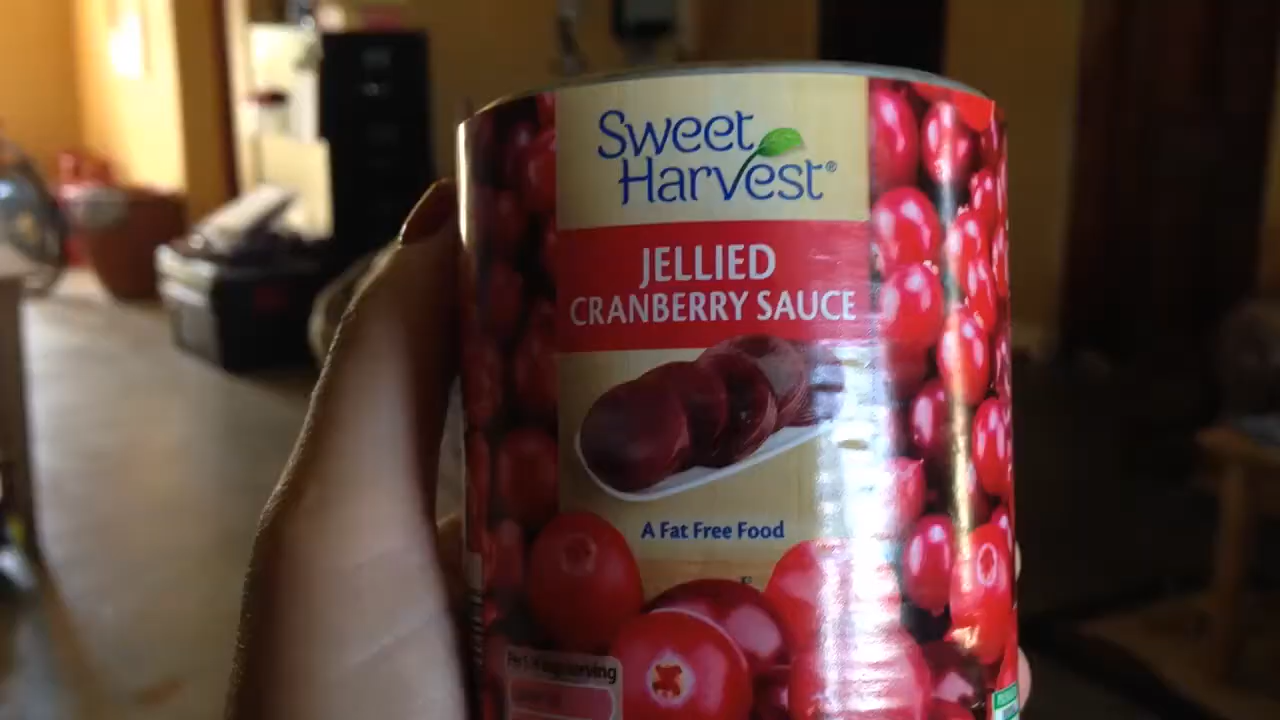 Sweet
Harvest®
JELLIED
CRANBERRY SAUCE
A Fat Free Food